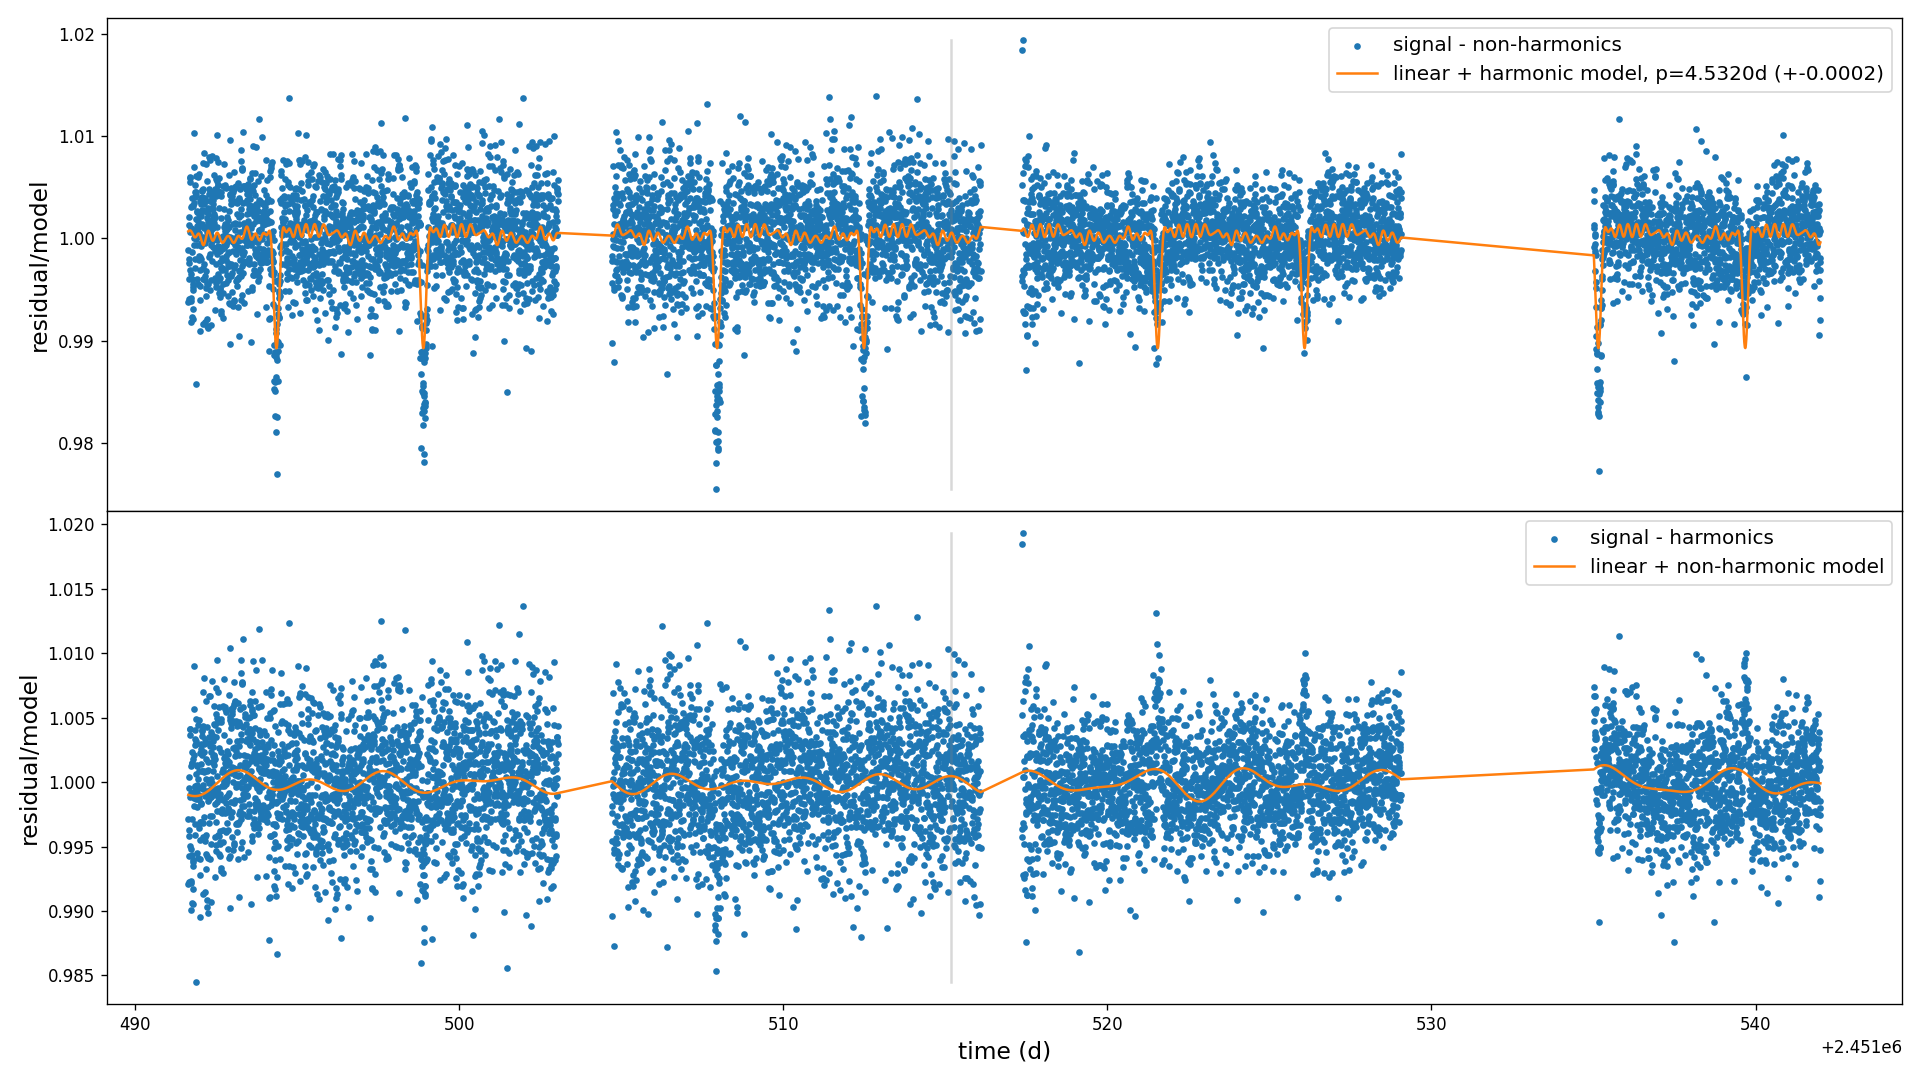 1.02
1.01
1.00
0.99
0.98
residual/model
signal - non-harmonics
linear + harmonic model, p=4.5320d (+-0.0002)
1.020
1.015
1.010
1.005
1.000
0.995
0.990
0.985
residual/model
signal - harmonics
linear + non-harmonic model
490 500 510 520 530 540
time (d)
+2.451e6